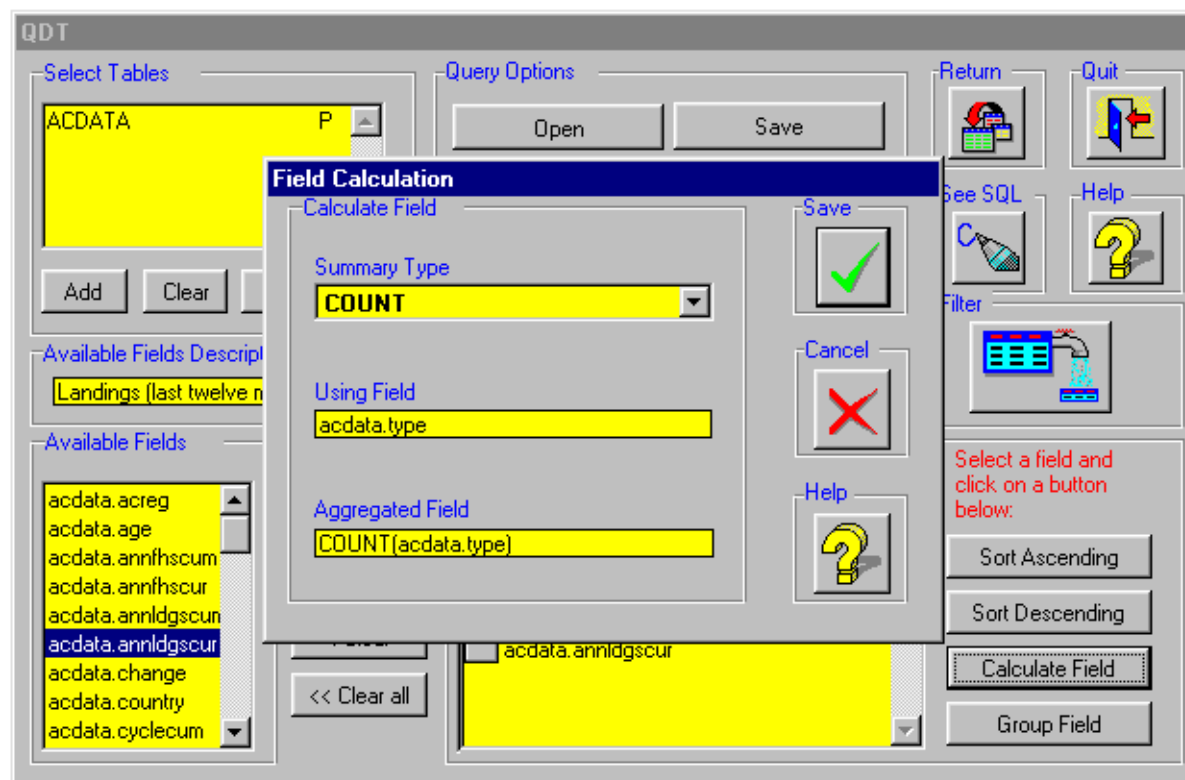 QDT
Select Tables
ACDATA P
Add
Clear
Query Options
Open
Save
Return
Quit
See SQL
Help
Filter
Field Calculation
Calculate Field
Summary Type
COUNT
Using Field
acdata.type
Aggregated Field
COUNT(acdata.type)
Save
Cancel
Help
Available Fields Descript
Landings (last twelve m
Available Fields
acdata.acreg
acdata.age
acdata.annfhscum
acdata.annfhscur
acdata.annldgscum
acdata.annldgscur
acdata.change
acdata.country
acdata.cyclecum
<< Clear all
acdata.annldgscur
Select a field and
click on a button
below:
Sort Ascending
Sort Descending
Calculate Field
Group Field